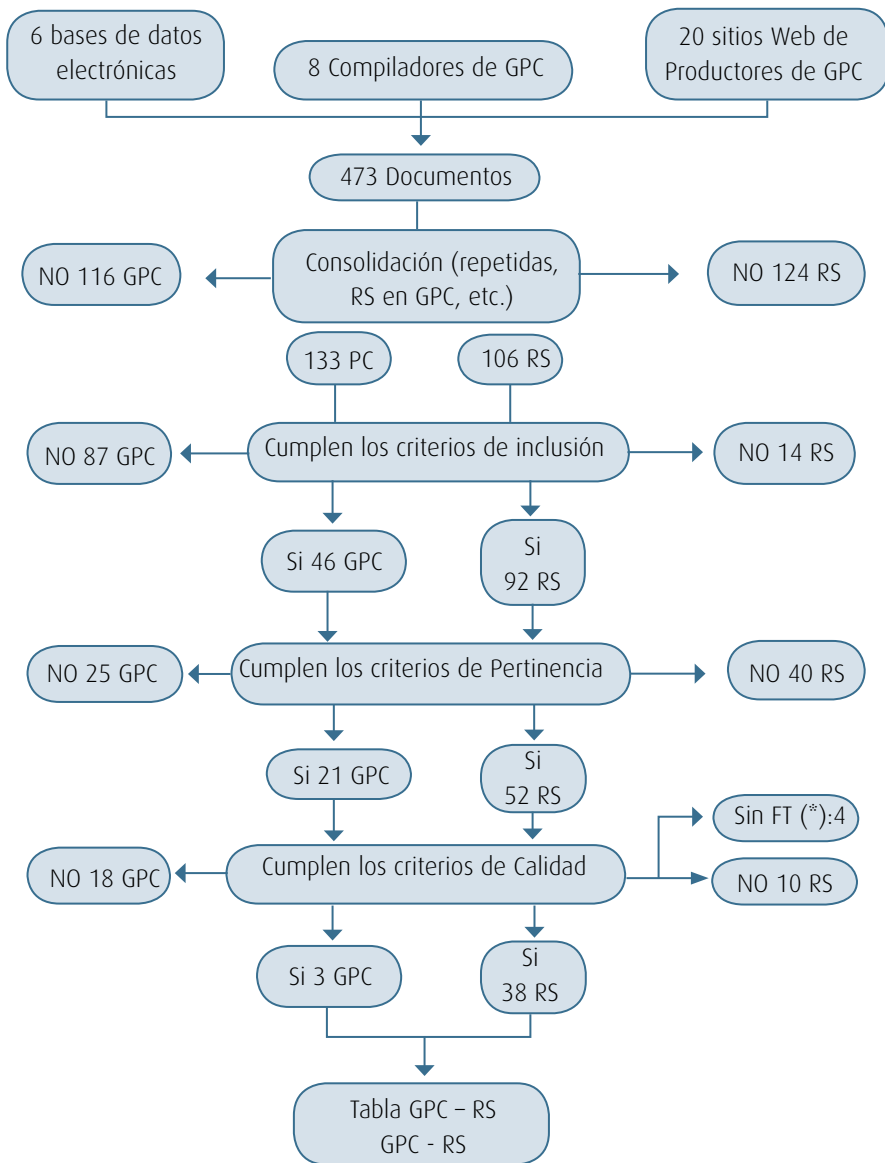 6 bases de datos
electrónicas
8 Compiladores de GPC
20 sitios Web de
Productores de GPC
473 Documentos
NO 116 GPC
Consolidación (repetidas,
RS en GPC, etc.)
NO 124 RS
133 PC
106 RS
NO 87 GPC
Cumplen los criterios de inclusión
NO 14 RS
Si 46 GPC
Si
92 RS
NO 25 GPC
Cumplen los criterios de Pertinencia
NO 40 RS
Si 21 GPC
Si
52 RS
Sin FT (*):4
NO 18 GPC
Cumplen los criterios de Calidad
NO 10 RS
Si 3 GPC
Si
38 RS
Tabla GPC – RS
GPC - RS